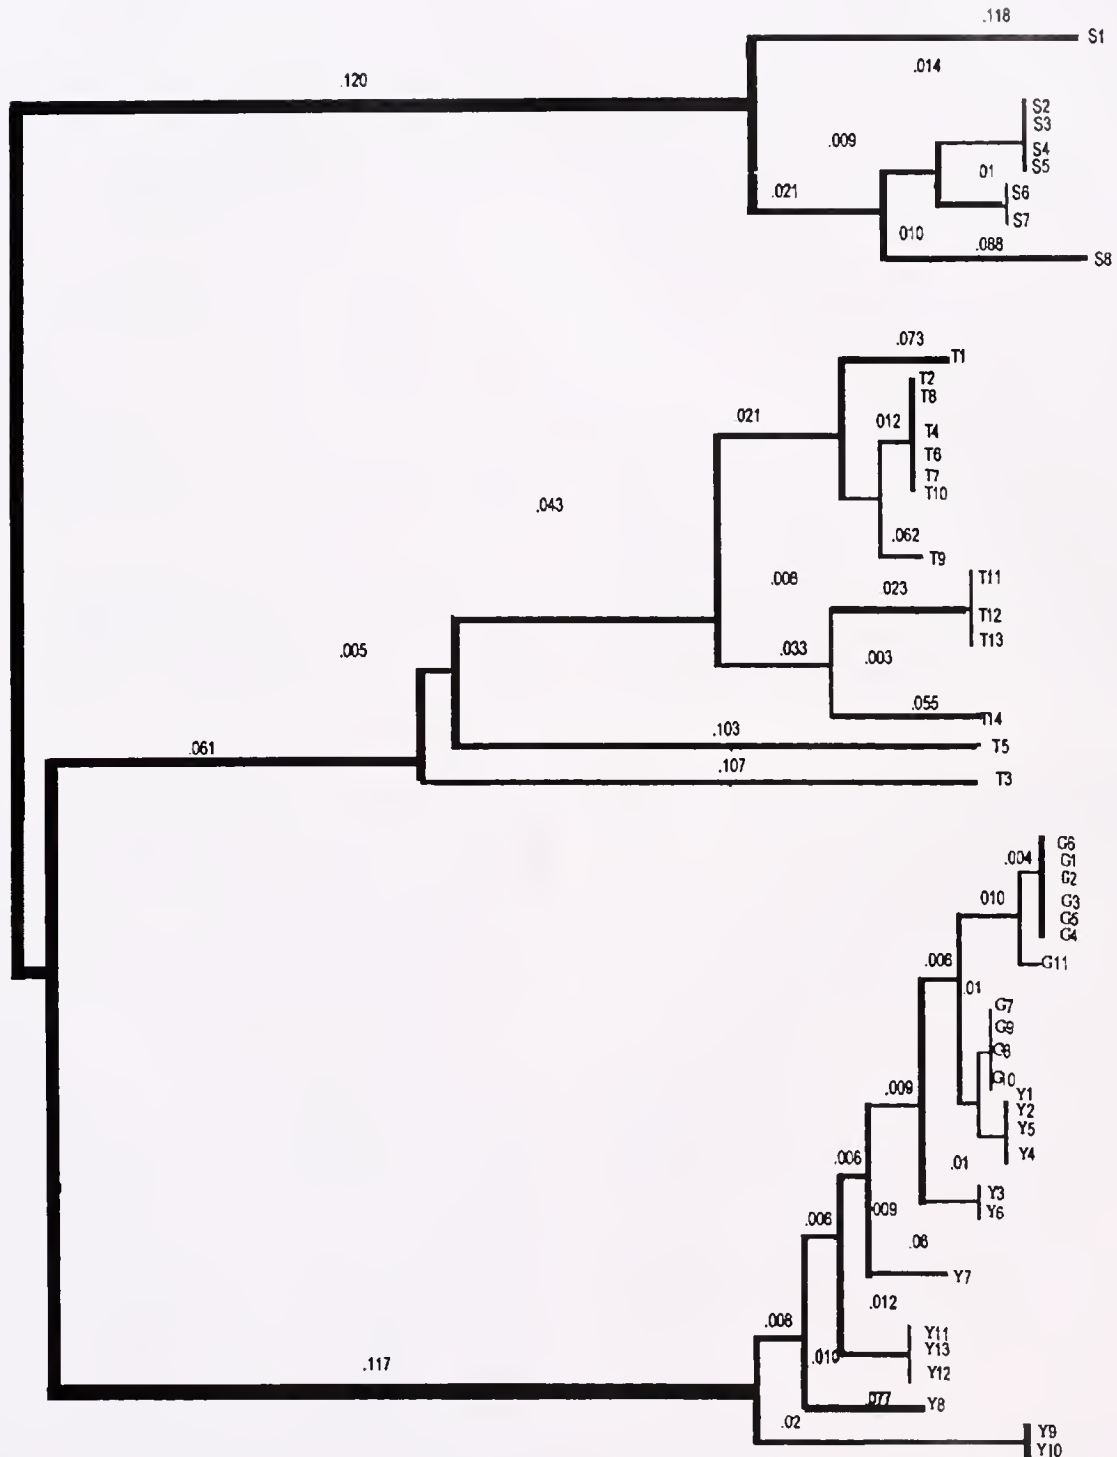 .118
S1
.014
.120
S2
S3
.009
S4
01
S5
.021
S6
S7
010
.088
S8
.073
T1
T2
T8
.021
012
T4
T6
T7
T10
.043
.062
T9
.008
T11
.023
T12
T13
.005
.033
.003
.055
T14
.103
T5
.061
.107
T3
G6
.004
G1
G2
010
G3
G5
G4
.006
G11
.01
G7
G9
G8
G10
.009
Y1
Y2
Y5
Y4
.006
.01
Y3
Y6
009
.006
.06
Y7
.012
.008
Y11
Y13
.010
Y12
.117
.077
Y8
.02
Y9
Y10